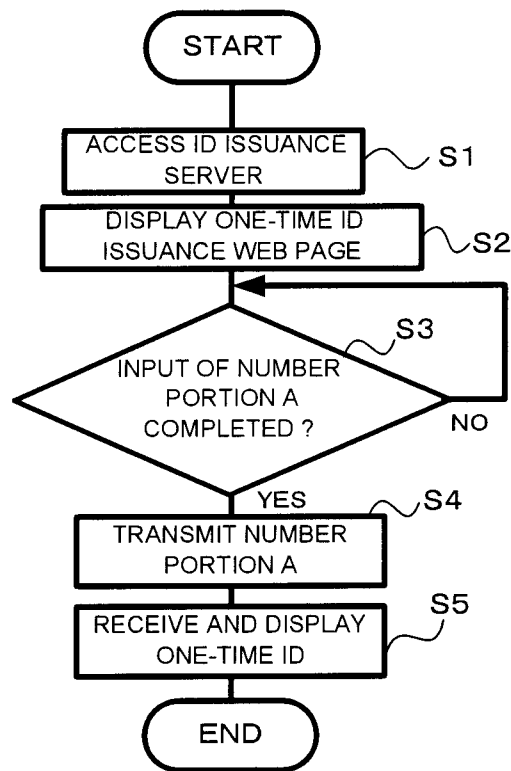 START
ACCESS ID ISSUANCE
SERVER
S1
DISPLAY ONE-TIME ID
ISSUANCE WEB PAGE
S2
S3
INPUT OF NUMBER
PORTION A
COMPLETED ?
NO
YES
S4
TRANSMIT NUMBER
PORTION A
S5
RECEIVE AND DISPLAY
ONE-TIME ID
END